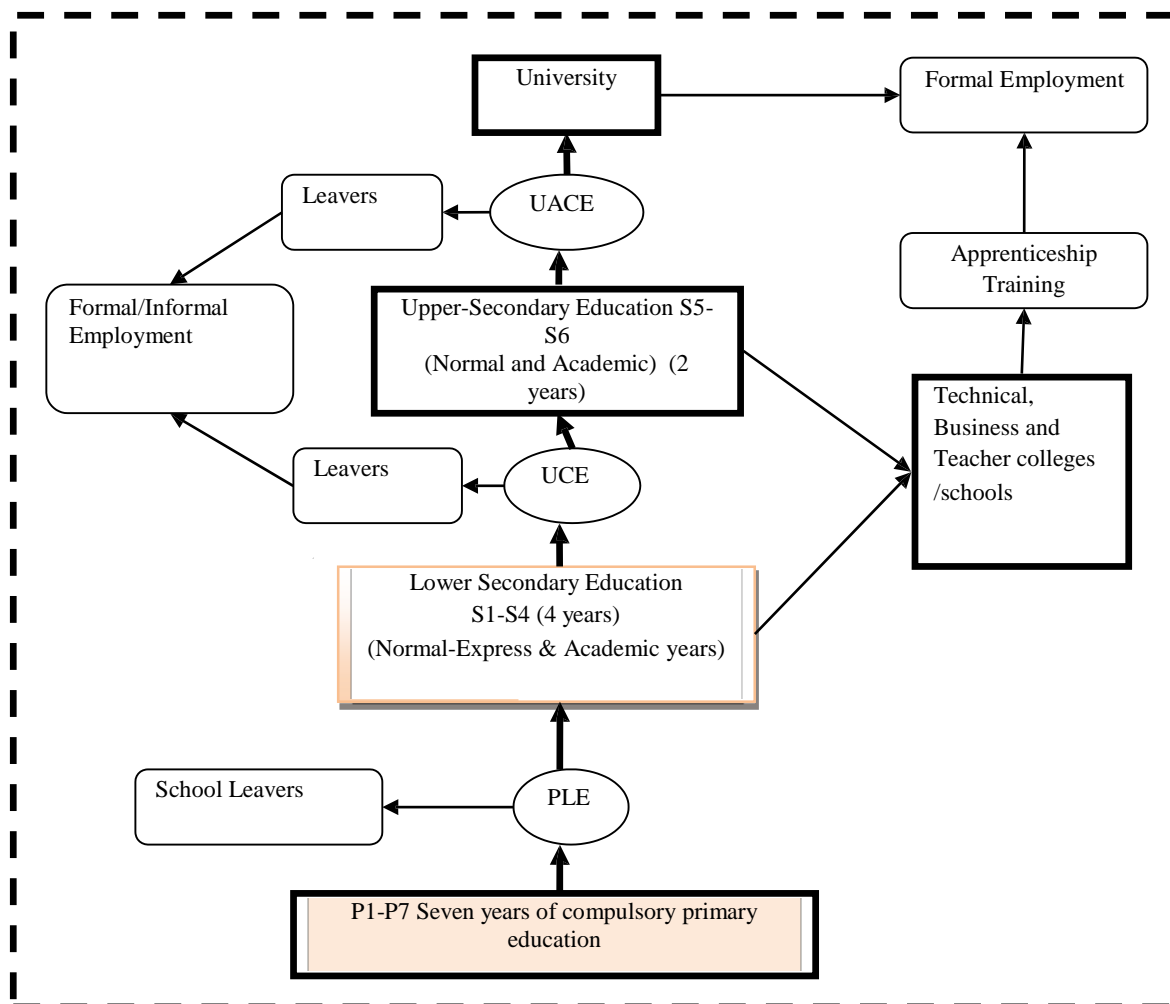 University
Formal Employment
Leavers
UACE
Apprenticeship
Training
Formal/Informal
Employment
Upper-Secondary Education S5-
S6
(Normal and Academic)  (2
years)
Technical,
Business and
Teacher colleges
/schools
Leavers
UCE
Lower Secondary Education
S1-S4 (4 years)
(Normal-Express & Academic years)
School Leavers
PLE
P1-P7 Seven years of compulsory primary
education